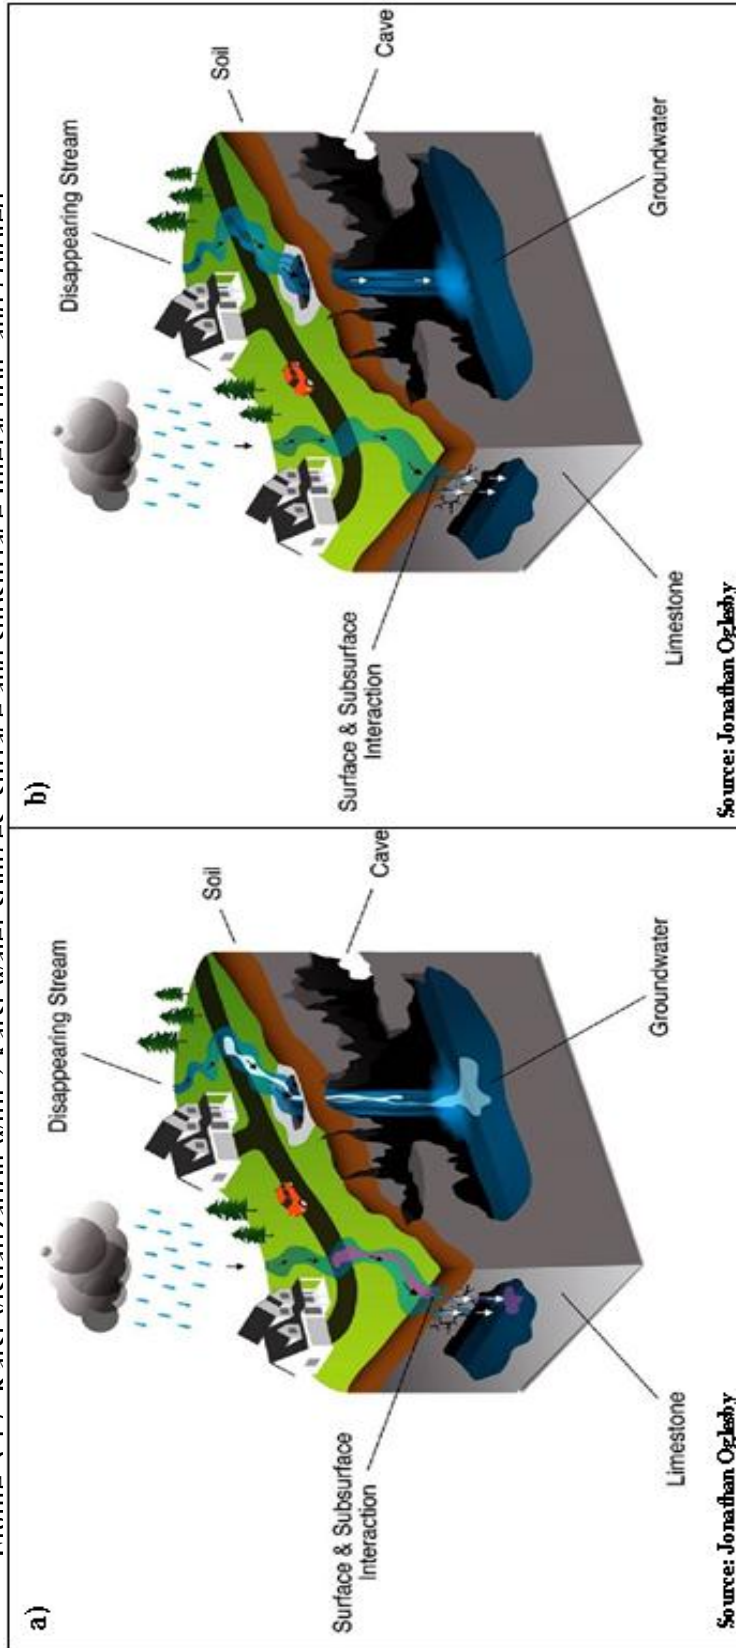 a)
Disappearing Stream
Soil
Cave
Surface & Subsurface
Interaction
Limestone
Groundwater
Source: Jonathan Oglesby
b)
Disappearing Stream
Soil
Cave
Surface & Subsurface
Interaction
Limestone
Groundwater
Source: Jonathan Oglesby